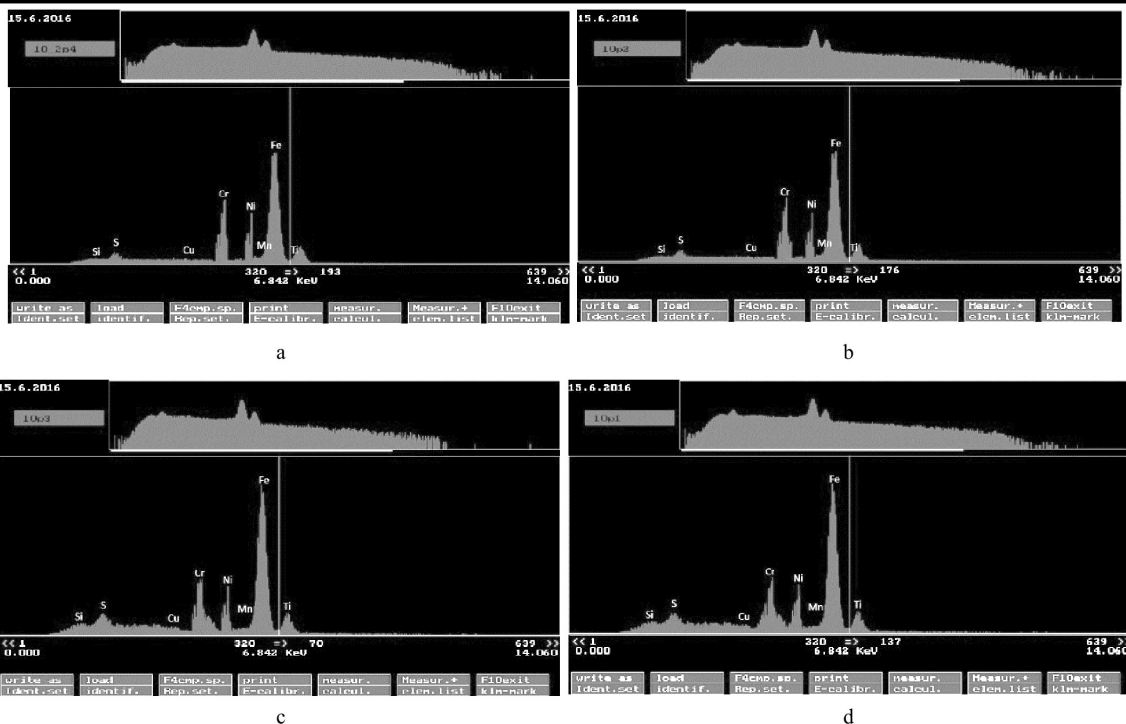 15.6.2016
10_2p4
Fe
Cr
Ni
S
Si
Cu
Mn
Ti
<< 1 320 => 193 639 >>
0.000 6.842 KeV 14.060
write as load F4cmp.sp. print measur. Measur.+ F10exit
Ident.set identif. Rep.set. E-calibr. calcul. elem.list klm-mark
a
15.6.2016
10p2
Fe
Cr
Ni
S
Si
Cu
Mn
Ti
<< 1 320 => 176 639 >>
0.000 6.842 KeV 14.060
write as load F4cmp.sp. print measur. Measur.+ F10exit
Ident.set identif. Rep.set. E-calibr. calcul. elem.list klm-mark
b
15.6.2016
10p3
Fe
Cr
Ni
S
Si
Cu
Mn
Ti
<< 1 320 => 70 639 >>
0.000 6.842 KeV 14.060
write as load F4cmp.sp. print measur. Measur.+ F10exit
Ident.set identif. Rep.set. E-calibr. calcul. elem.list klm-mark
c
15.6.2016
10p1
Fe
Cr
Ni
S
Si
Cu
Mn
Ti
<< 1 320 => 137 639 >>
0.000 6.842 KeV 14.060
write as load F4cmp.sp. print measur. Measur.+ F10exit
Ident.set identif. Rep.set. E-calibr. calcul. elem.list klm-mark
d